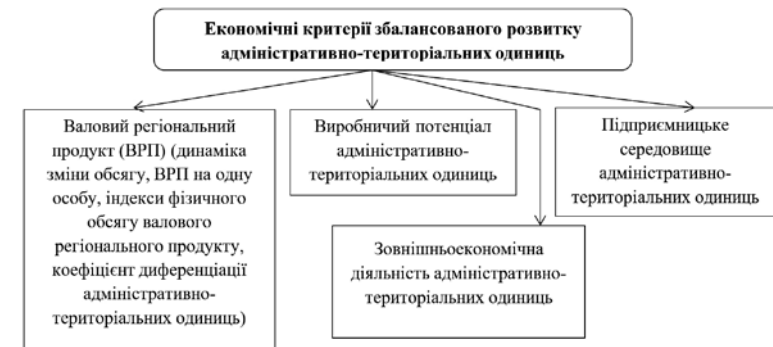 Економічні критерії збалансованого розвитку
адміністративно-територіальних одиниць
Валовий регіональний
продукт (ВРП) (динаміка
зміни обсягу, ВРП на одну
особу, індекси фізичного
обсягу валового
регіонального продукту,
коефіцієнт диференціації
адміністративно-
територіальних одиниць)
Виробничий потенціал
адміністративно-
територіальних одиниць
Зовнішньоекономічна
діяльність адміністративно-
територіальних одиниць
Підприємницьке
середовище
адміністративно-
територіальних одиниць